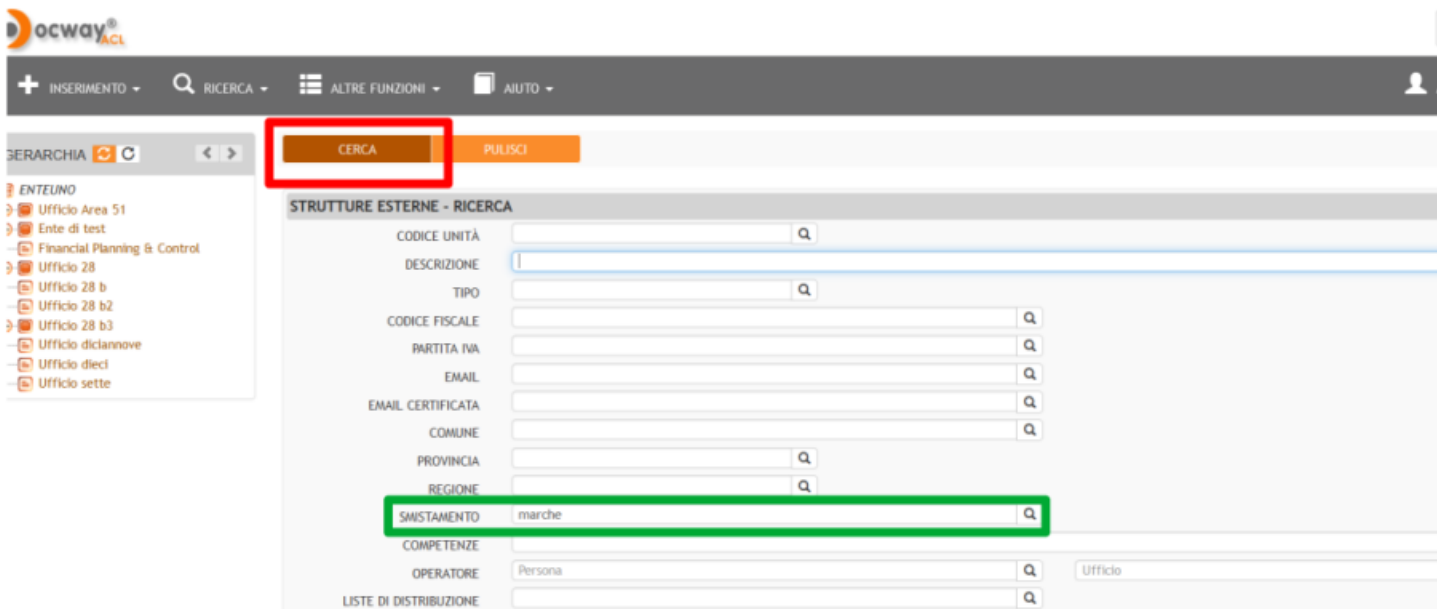 Docway®
ACL
INSERIMENTO
RICERCA
ALTRE FUNZIONI
AIUTO
GERARCHIA
CERCA
PULISCI
ENTEUNO
Ufficio Area 51
Ente di test
Financial Planning & Control
Ufficio 28
Ufficio 28 b
Ufficio 28 b2
Ufficio 28 b3
Ufficio diciannove
Ufficio dieci
Ufficio sette
STRUTTURE ESTERNE - RICERCA
CODICE UNITÀ
DESCRIZIONE
TIPO
CODICE FISCALE
PARTITA IVA
EMAIL
EMAIL CERTIFICATA
COMUNE
PROVINCIA
REGIONE
SMISTAMENTO marche
COMPETENZE
OPERATORE Persona Ufficio
LISTE DI DISTRIBUZIONE